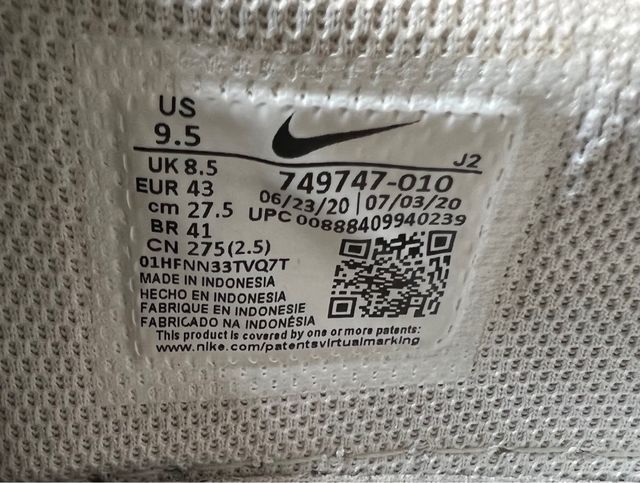 US
9.5
J2
UK 8.5
749747-010
EUR 43
06/23/20 | 07/03/20
cm 27.5
UPC 00888409940239
BR 41
CN 275(2.5)
01HFNN33TVQ7T
MADE IN INDONESIA
HECHO EN INDONESIA
FABRIQUE EN INDONESIE
FABRICADO NA INDONÉSIA
This product is covered by one or more patents:
www.nike.com/patentsvirtualmarking